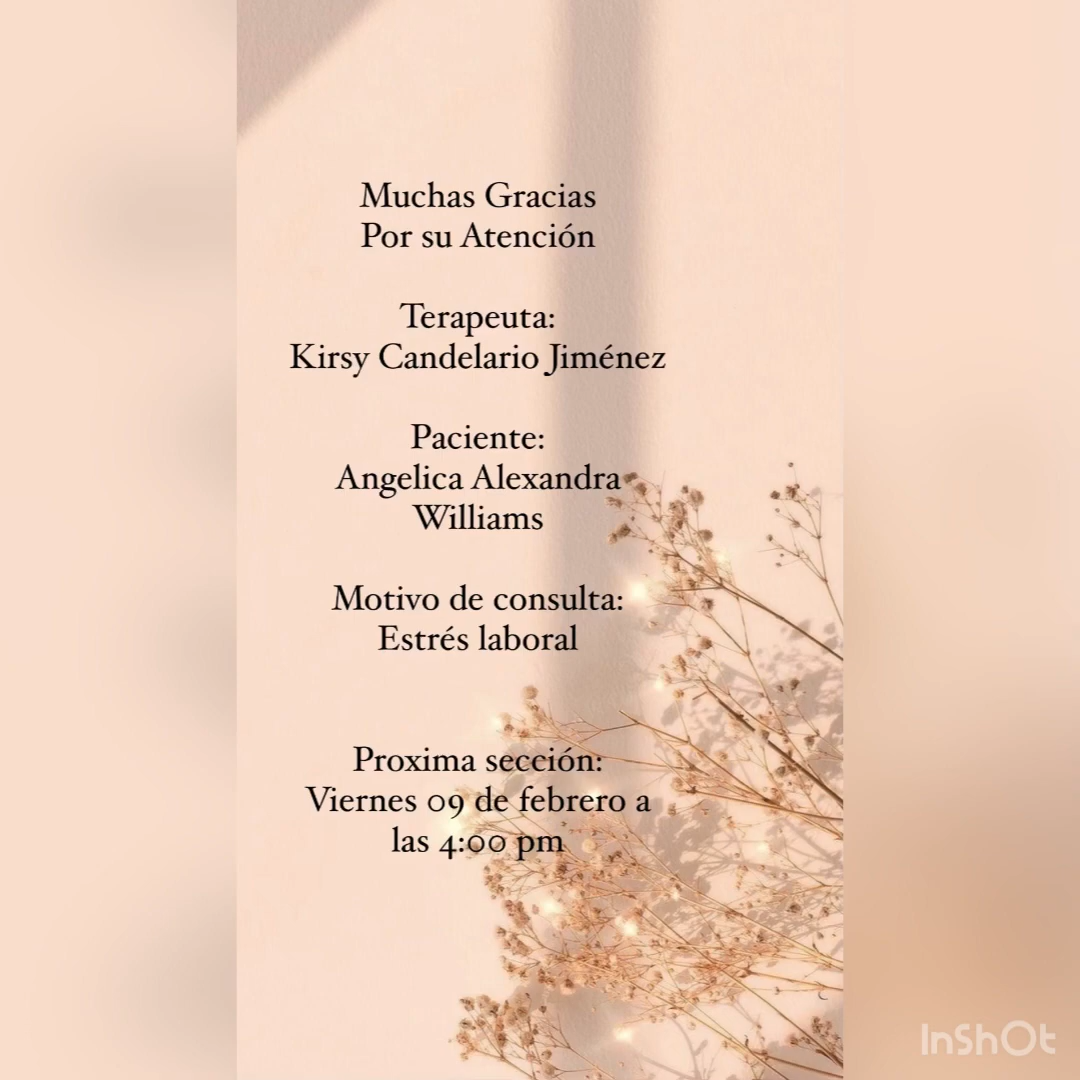 Muchas Gracias
Por su Atención
Terapeuta:
Kirsy Candelario Jiménez
Paciente:
Angelica Alexandra
Williams
Motivo de consulta:
Estrés laboral
Proxima sección:
Viernes 09 de febrero a
las 4:00 pm
InShOt